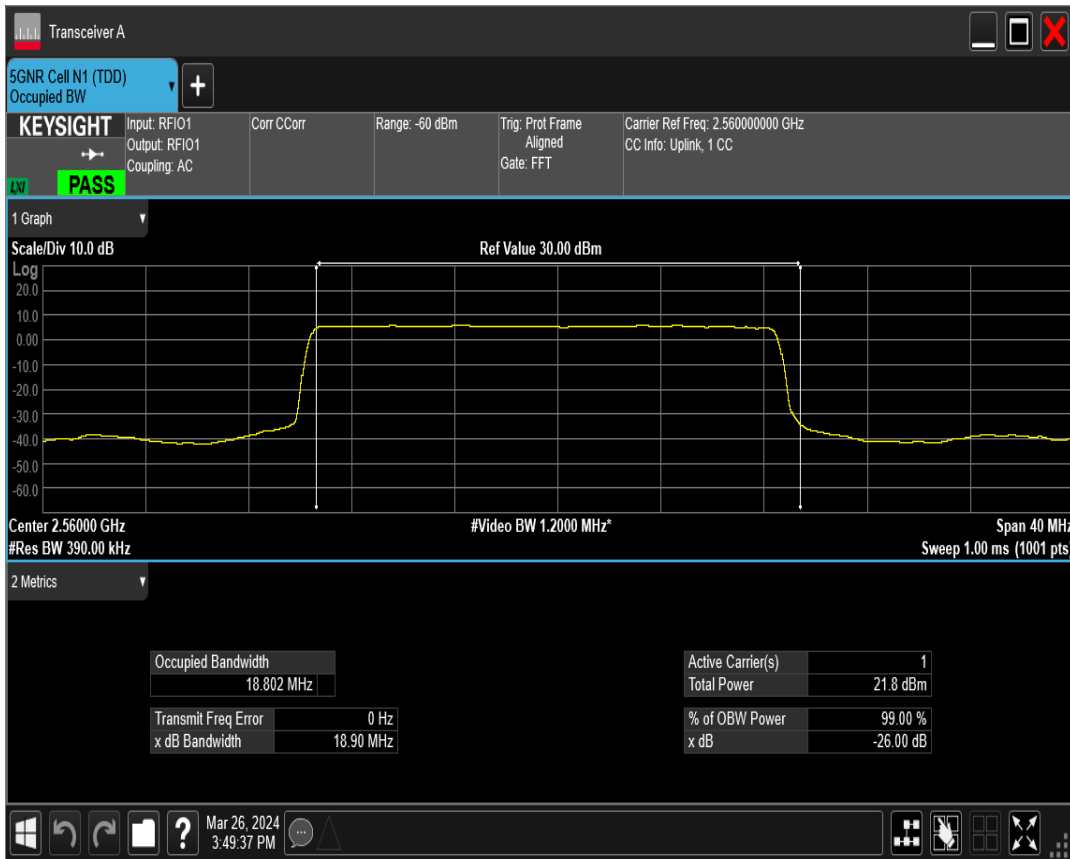 Transceiver A
5GNR Cell N1 (TDD)
Occupied BW
+
KEYSIGHT
LXI
PASS
Input: RFIO1
Output: RFIO1
Coupling: AC
Corr CCorr
Range: -60 dBm
Trig: Prot Frame
Aligned
Gate: FFT
Carrier Ref Freq: 2.560000000 GHz
CC Info: Uplink, 1 CC
1 Graph
Scale/Div 10.0 dB
Ref Value 30.00 dBm
Log
20.0
10.0
0.00
-10.0
-20.0
-30.0
-40.0
-50.0
-60.0
Center 2.56000 GHz
#Video BW 1.2000 MHz*
Span 40 MHz
#Res BW 390.00 kHz
Sweep 1.00 ms (1001 pts)
2 Metrics
Occupied Bandwidth
18.802 MHz
Transmit Freq Error 0 Hz
x dB Bandwidth 18.90 MHz
Active Carrier(s) 1
Total Power 21.8 dBm
% of OBW Power 99.00 %
x dB -26.00 dB
?
Mar 26, 2024
3:49:37 PM